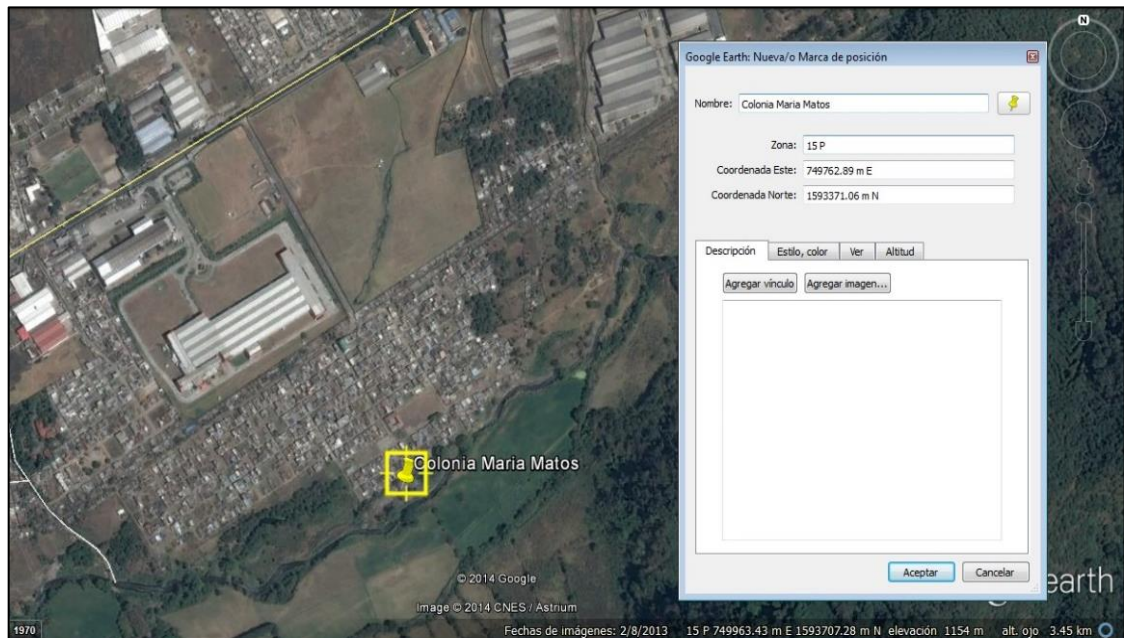 N
Google Earth: Nueva/o Marca de posición
Nombre: Colonia Maria Matos
Zona: 15 P
Coordenada Este: 749762.89 m E
Coordenada Norte: 1593371.06 m N
Descripción Estilo, color Ver Altitud
Agregar vínculo Agregar imagen...
Colonia Maria Matos
Aceptar Cancelar
© 2014 Google
earth
Image © 2014 CNES / Astrium
1970 Fechas de imágenes: 2/8/2013 15 P 749963.43 m E 1593707.28 m N elevación 1154 m alt. ojo 3.45 km